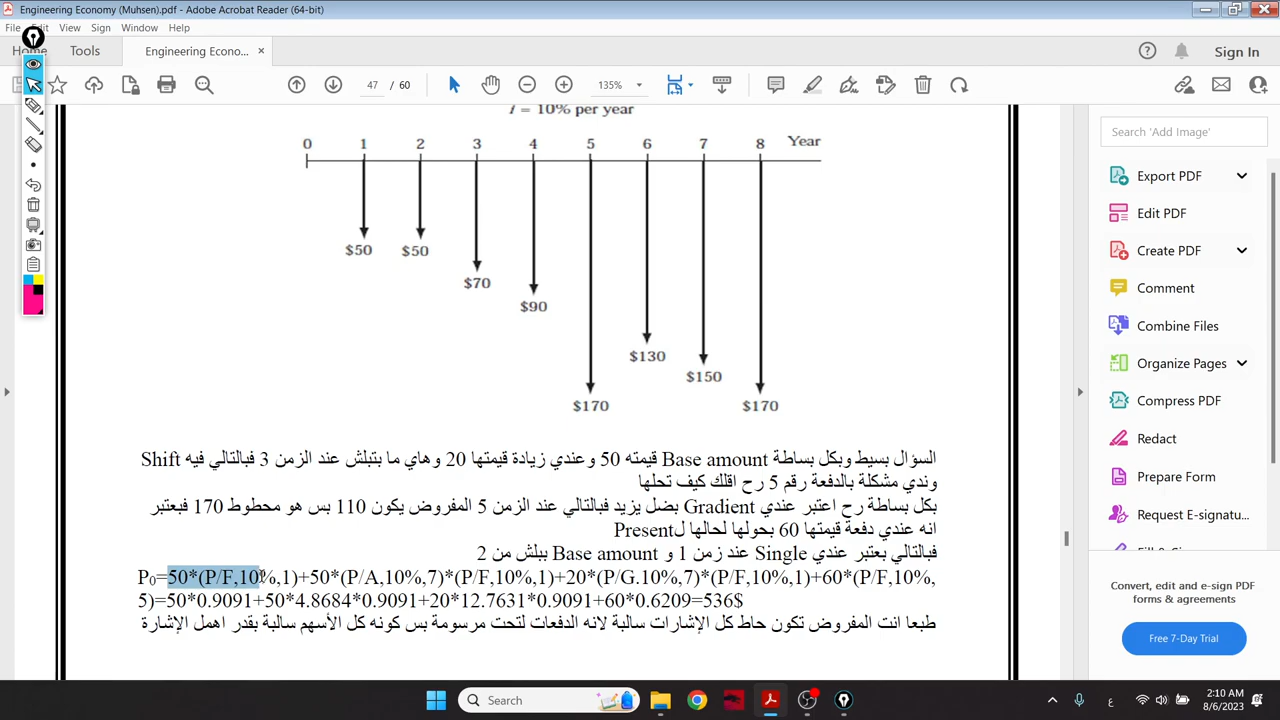 Engineering Economy (Muhsen).pdf - Adobe Acrobat Reader (64-bit)
File Edit View Sign Window Help
Home Tools Engineering Econo... ×
Sign In
47 / 60 135%
i = 10% per year
0 1 2 3 4 5 6 7 8 Year
$50 $50
$70
$90
$130
$150
$170 $170
السؤال بسيط وبكل بساطة Base amount قيمته 50 وعندي زيادة قيمتها 20 وهاي ما بتبلش عند الزمن 3 فبالتالي فيه Shift
وندي مشكلة بالدفعة رقم 5 رح اقلك كيف تحلها
بكل بساطة رح اعتبر عندي Gradient بضل يزيد فبالتالي عند الزمن 5 المفروض يكون 110 بس هو محطوط 170 فبعتبر
انه عندي دفعة قيمتها 60 بحولها لحالها لPresent
فبالتالي بعتبر عندي Single عند زمن 1 و Base amount ببلش من 2
P0=50*(P/F,10%,1)+50*(P/A,10%,7)*(P/F,10%,1)+20*(P/G.10%,7)*(P/F,10%,1)+60*(P/F,10%,
5)=50*0.9091+50*4.8684*0.9091+20*12.7631*0.9091+60*0.6209=536$
طبعا انت المفروض تكون حاط كل الإشارات سالبة لانه الدفعات لتحت مرسومة بس كونه كل الأسهم سالبة بقدر اهمل الإشارة
Search 'Add Image'
Export PDF
Edit PDF
Create PDF
Comment
Combine Files
Organize Pages
Compress PDF
Redact
Prepare Form
Request E-signatu...
Convert, edit and e-sign PDF
forms & agreements
Free 7-Day Trial
Search
ع
2:10 AM
8/6/2023